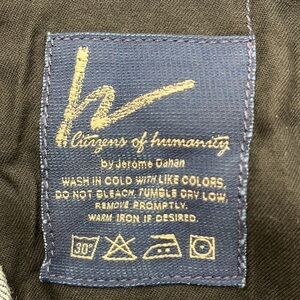 Citizens of humanity
by Jerome Dahan
WASH IN COLD WITH LIKE COLORS.
DO NOT BLEACH. TUMBLE DRY LOW,
REMOVE PROMPTLY.
WARM IRON IF DESIRED.
30°